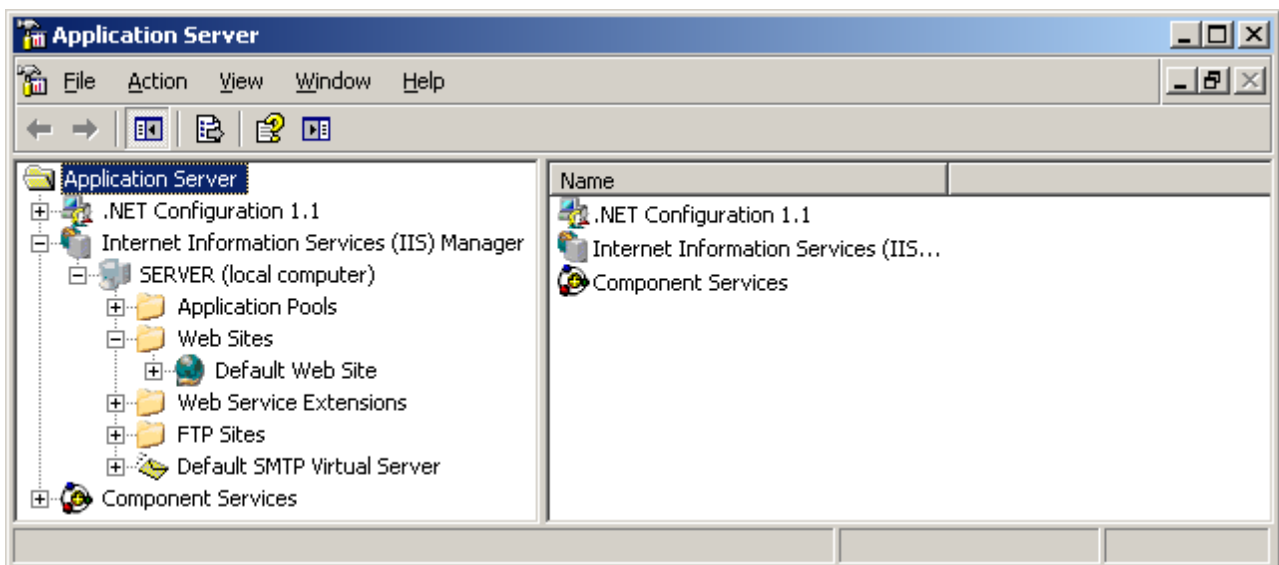 Application Server
File Action View Window Help
Application Server
.NET Configuration 1.1
Internet Information Services (IIS) Manager
SERVER (local computer)
Application Pools
Web Sites
Default Web Site
Web Service Extensions
FTP Sites
Default SMTP Virtual Server
Component Services
Name
.NET Configuration 1.1
Internet Information Services (IIS...
Component Services